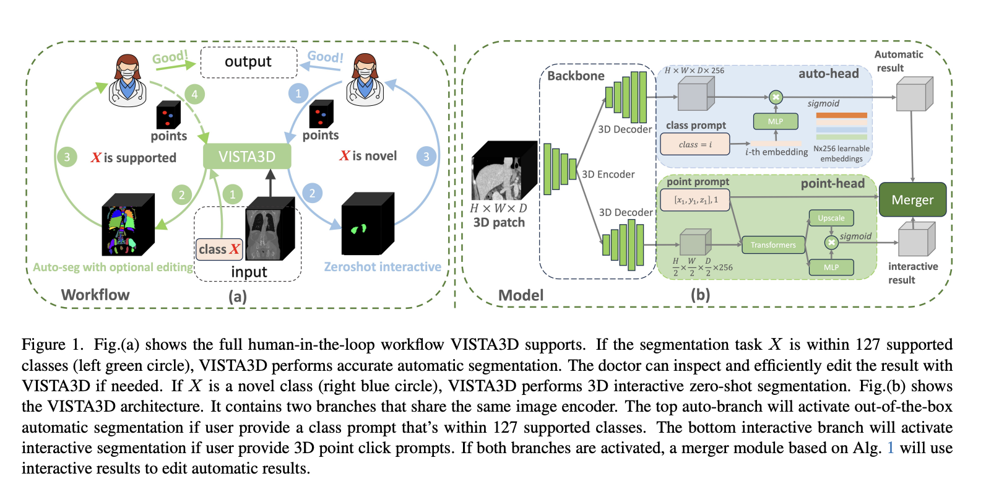 Good!
output
Good!
4
1
points
points
3
X is supported
VISTA3D
X is novel
3
2
1
2
class X
input
Auto-seg with optional editing
Zeroshot interactive
Workflow
(a)
Backbone
3D Decoder
3D Encoder
3D Decoder
H × W × D
3D patch
H × W × D × 256
auto-head
class prompt
class = i
MLP
i-th embedding
sigmoid
Nx256 learnable
embeddings
Automatic
result
point prompt
point-head
[x₁, y₁, z₁], 1
Merger
Upscale
Transformers
sigmoid
MLP
H/2 × W/2 × D/2 ×256
interactive
result
Model
(b)
Figure 1. Fig.(a) shows the full human-in-the-loop workflow VISTA3D supports. If the segmentation task X is within 127 supported
classes (left green circle), VISTA3D performs accurate automatic segmentation. The doctor can inspect and efficiently edit the result with
VISTA3D if needed. If X is a novel class (right blue circle), VISTA3D performs 3D interactive zero-shot segmentation. Fig.(b) shows
the VISTA3D architecture. It contains two branches that share the same image encoder. The top auto-branch will activate out-of-the-box
automatic segmentation if user provide a class prompt that's within 127 supported classes. The bottom interactive branch will activate
interactive segmentation if user provide 3D point click prompts. If both branches are activated, a merger module based on Alg. 1 will use
interactive results to edit automatic results.